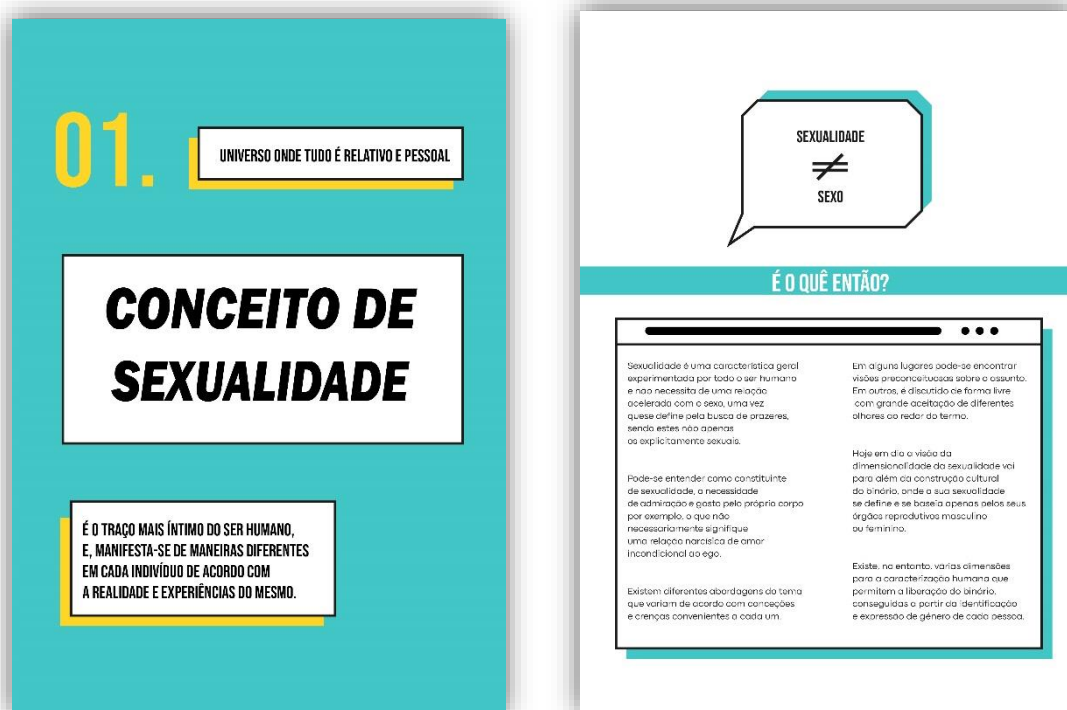 01.
UNIVERSO ONDE TUDO É RELATIVO E PESSOAL
CONCEITO DE
SEXUALIDADE
É O TRAÇO MAIS ÍNTIMO DO SER HUMANO,
E, MANIFESTA-SE DE MANEIRAS DIFERENTES
EM CADA INDIVÍDUO DE ACORDO COM
A REALIDADE E EXPERIÊNCIAS DO MESMO.
SEXUALIDADE
≠
SEXO
É O QUÊ ENTÃO?
Sexualidade é uma característica geral
experimentada por todo o ser humano
e não necessita de uma relação
acelerada com o sexo, uma vez
quese define pela busca de prazeres,
sendo estes não apenas
os explicitamente sexuais.
Pode-se entender como constituinte
de sexualidade, a necessidade
de admiração e gosto pelo próprio corpo
por exemplo, o que não
necessariamente signifique
uma relação narcísica de amor
incondicional ao ego.
Existem diferentes abordagens do tema
que variam de acordo com conceções
e crenças convenientes a cada um.
Em alguns lugares pode-se encontrar
visões preconceituosas sobre o assunto.
Em outros, é discutido de forma livre
com grande aceitação de diferentes
olhares ao redor do termo.
Hoje em dia a visão da
dimensionalidade da sexualidade vai
para além da construção cultural
do binário, onde a sua sexualidade
se define e se baseia apenas pelos seus
órgãos reprodutivos masculino
ou feminino.
Existe, no entanto, varias dimensões
para a caracterização humana que
permitem a liberação do binário,
conseguidas a partir da identificação
e expressão de género de cada pessoa.